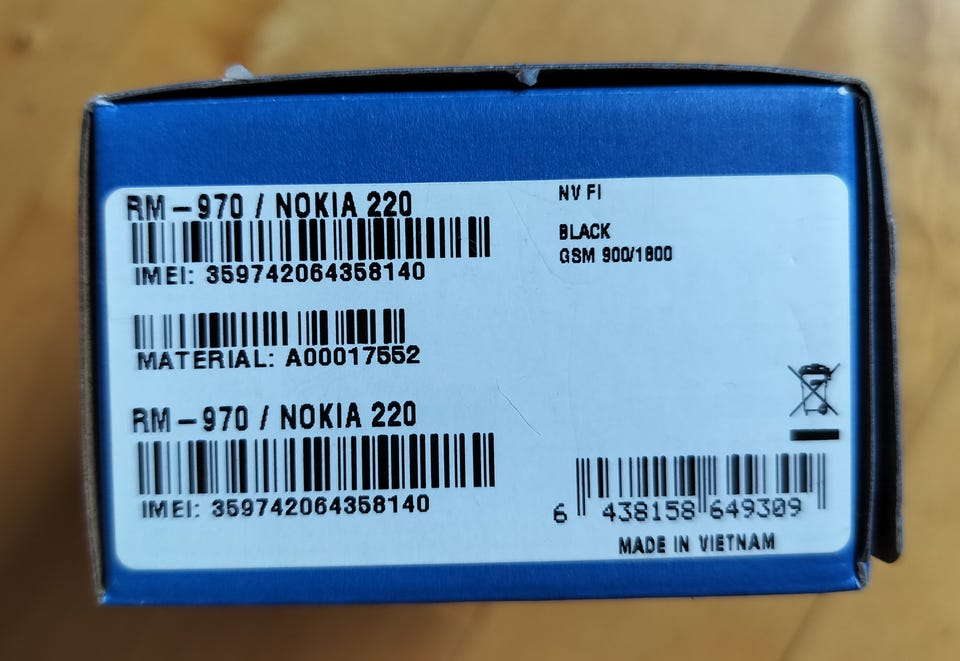 RM-970 / NOKIA 220
IMEI: 359742064358140
MATERIAL: A00017552
RM-970 / NOKIA 220
IMEI: 359742064358140
NV FI
BLACK
GSM 900/1800
6 438158 649309
MADE IN VIETNAM